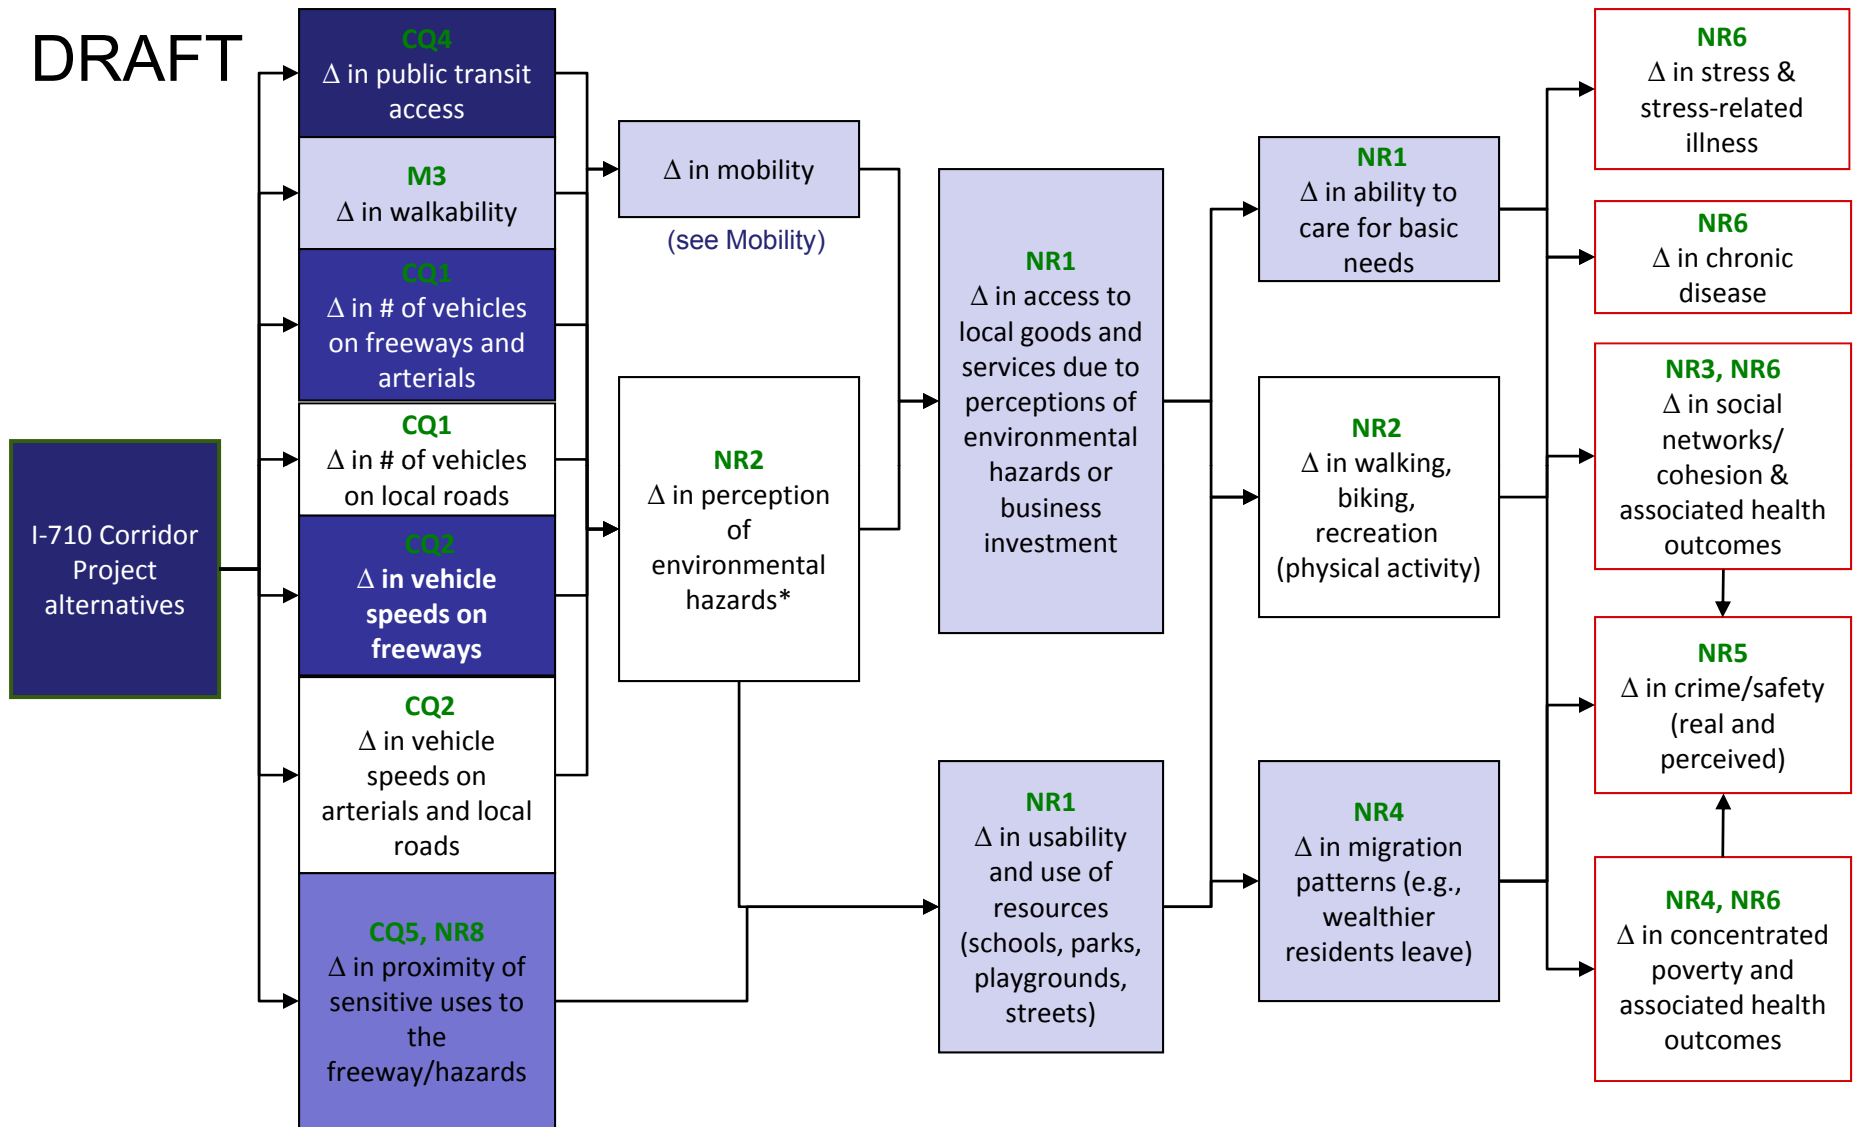 DRAFT
I-710 Corridor
Project
alternatives
CQ4
Δ in public transit
access
M3
Δ in walkability
CQ1
Δ in # of vehicles
on freeways and
arterials
CQ1
Δ in # of vehicles
on local roads
CQ2
Δ in vehicle
speeds on
freeways
CQ2
Δ in vehicle
speeds on
arterials and local
roads
CQ5, NR8
Δ in proximity of
sensitive uses to
the
freeway/hazards
Δ in mobility
(see Mobility)
NR2
Δ in perception
of
environmental
hazards*
NR1
Δ in access to
local goods and
services due to
perceptions of
environmental
hazards or
business
investment
NR1
Δ in usability
and use of
resources
(schools, parks,
playgrounds,
streets)
NR1
Δ in ability to
care for basic
needs
NR2
Δ in walking,
biking,
recreation
(physical activity)
NR4
Δ in migration
patterns (e.g.,
wealthier
residents leave)
NR6
Δ in stress &
stress-related
illness
NR6
Δ in chronic
disease
NR3, NR6
Δ in social
networks/
cohesion &
associated health
outcomes
NR5
Δ in crime/safety
(real and
perceived)
NR4, NR6
Δ in concentrated
poverty and
associated health
outcomes